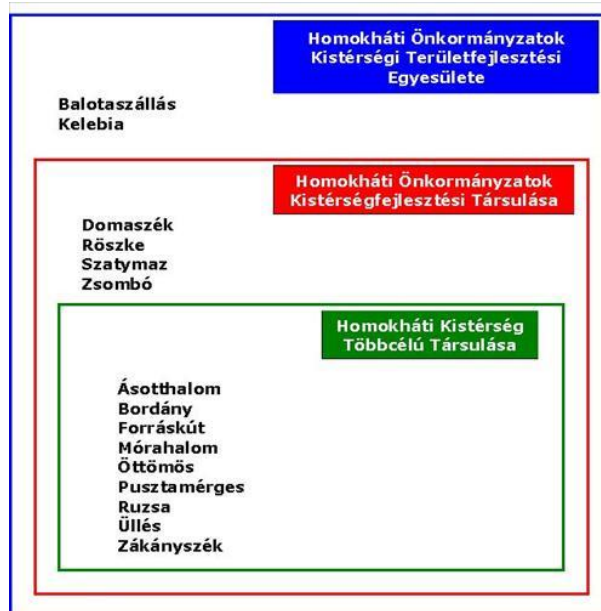 Homokháti Önkormányzatok
Kistérségi Területfejlesztési
Egyesülete
Balotaszállás
Kelebia
Homokháti Önkormányzatok
Kistérségfejlesztési Társulása
Domaszék
Röszke
Szatymaz
Zsombó
Homokháti Kistérség
Többcélú Társulása
Ásotthalom
Bordány
Forráskút
Mórahalom
Öttömös
Pusztamérges
Ruzsa
Üllés
Zákányszék